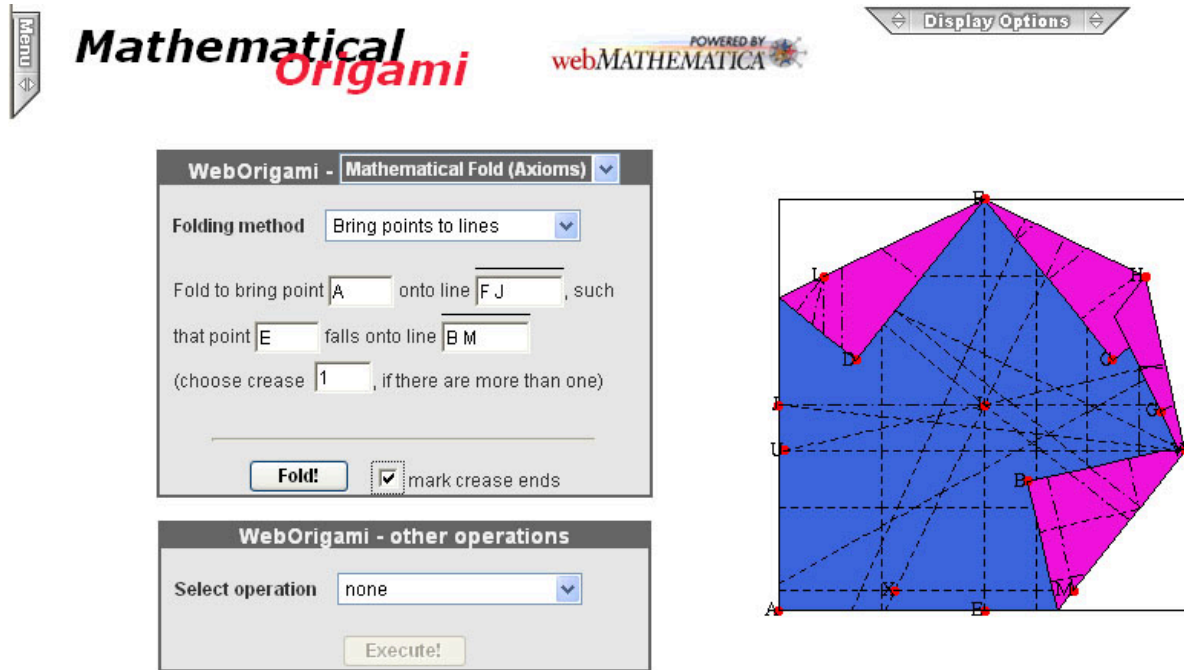 Menu
Display Options
Mathematical
Origami
POWERED BY
webMATHEMATICA
WebOrigami - Mathematical Fold (Axioms)
Folding method Bring points to lines
Fold to bring point A onto line F J , such
that point E falls onto line B M
(choose crease 1 , if there are more than one)
Fold! mark crease ends
WebOrigami - other operations
Select operation none
Execute!
L H
D C
J I G
U
B
A N E M